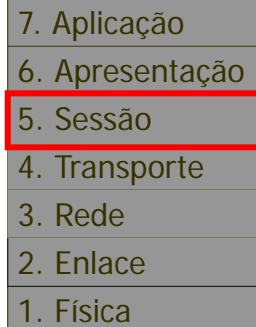 7. Aplicação
6. Apresentação
5. Sessão
4. Transporte
3. Rede
2. Enlace
1. Física